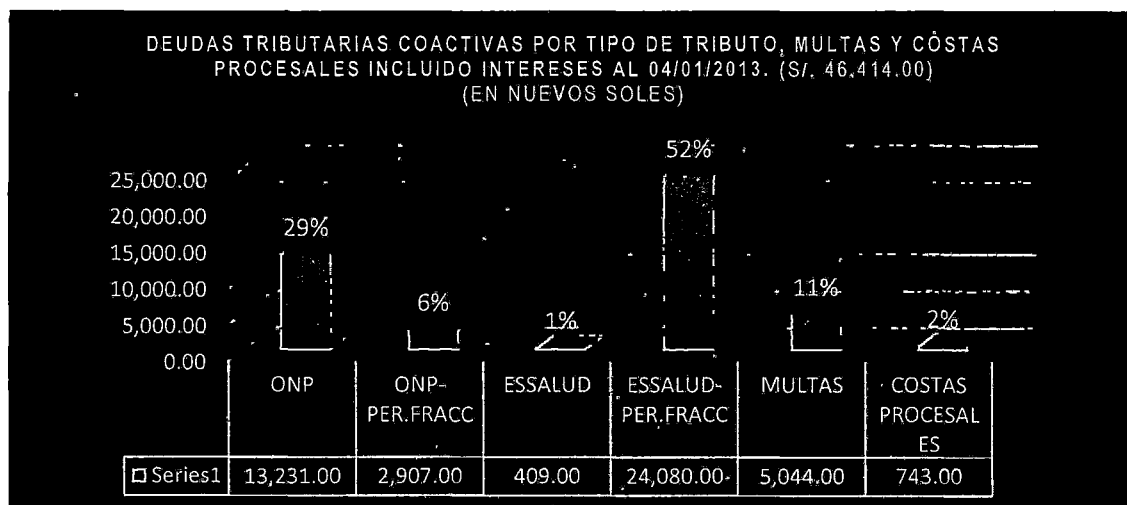 DEUDAS TRIBUTARIAS COACTIVAS POR TIPO DE TRIBUTO, MULTAS Y COSTAS
PROCESALES INCLUIDO INTERESES AL 04/01/2013. (S/. 46,414.00)
(EN NUEVOS SOLES)
52%
25,000.00
20,000.00
29%
15,000.00
10,000.00
11%
6%
5,000.00
1%
2%
0.00
ONP
ONP-
PER.FRACC
ESSALUD
ESSALUD-
PER.FRACC
MULTAS
COSTAS
PROCESAL
ES
Series1 13,231.00 2,907.00 409.00 24,080.00 5,044.00 743.00